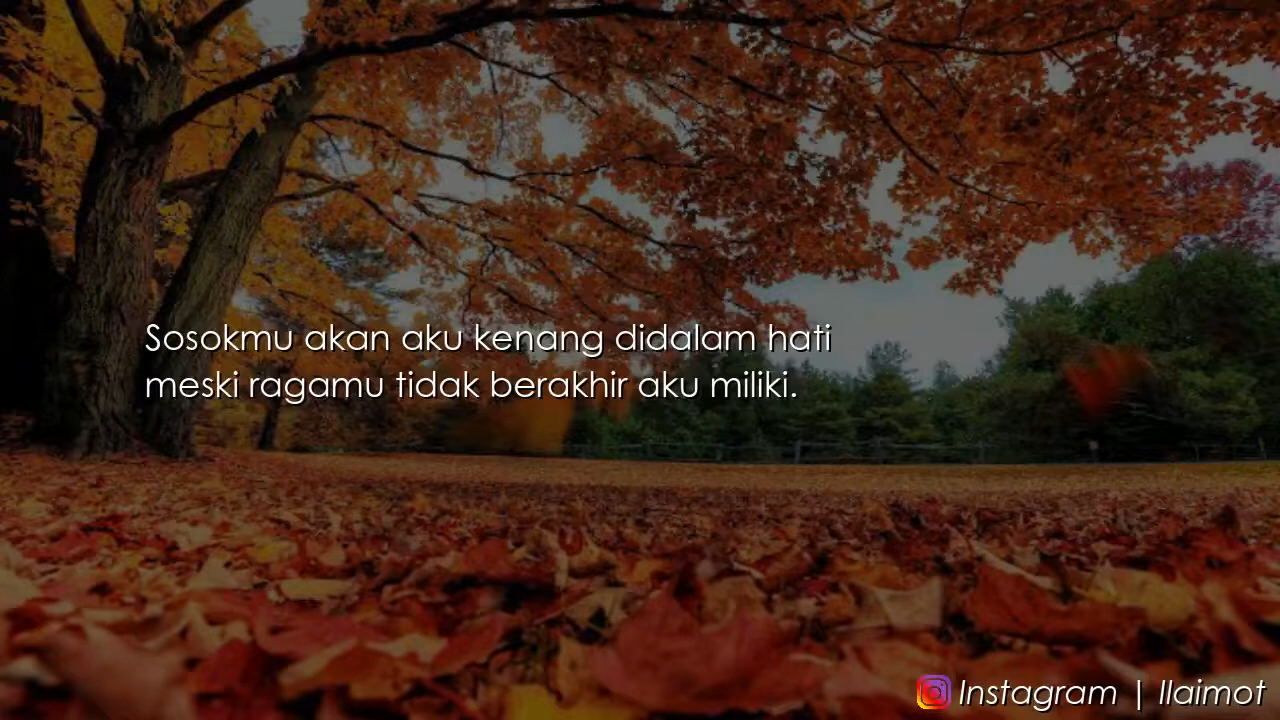 Sosokmu akan aku kenang didalam hati
meski ragamu tidak berakhir aku miliki.
Instagram | Ilaimot